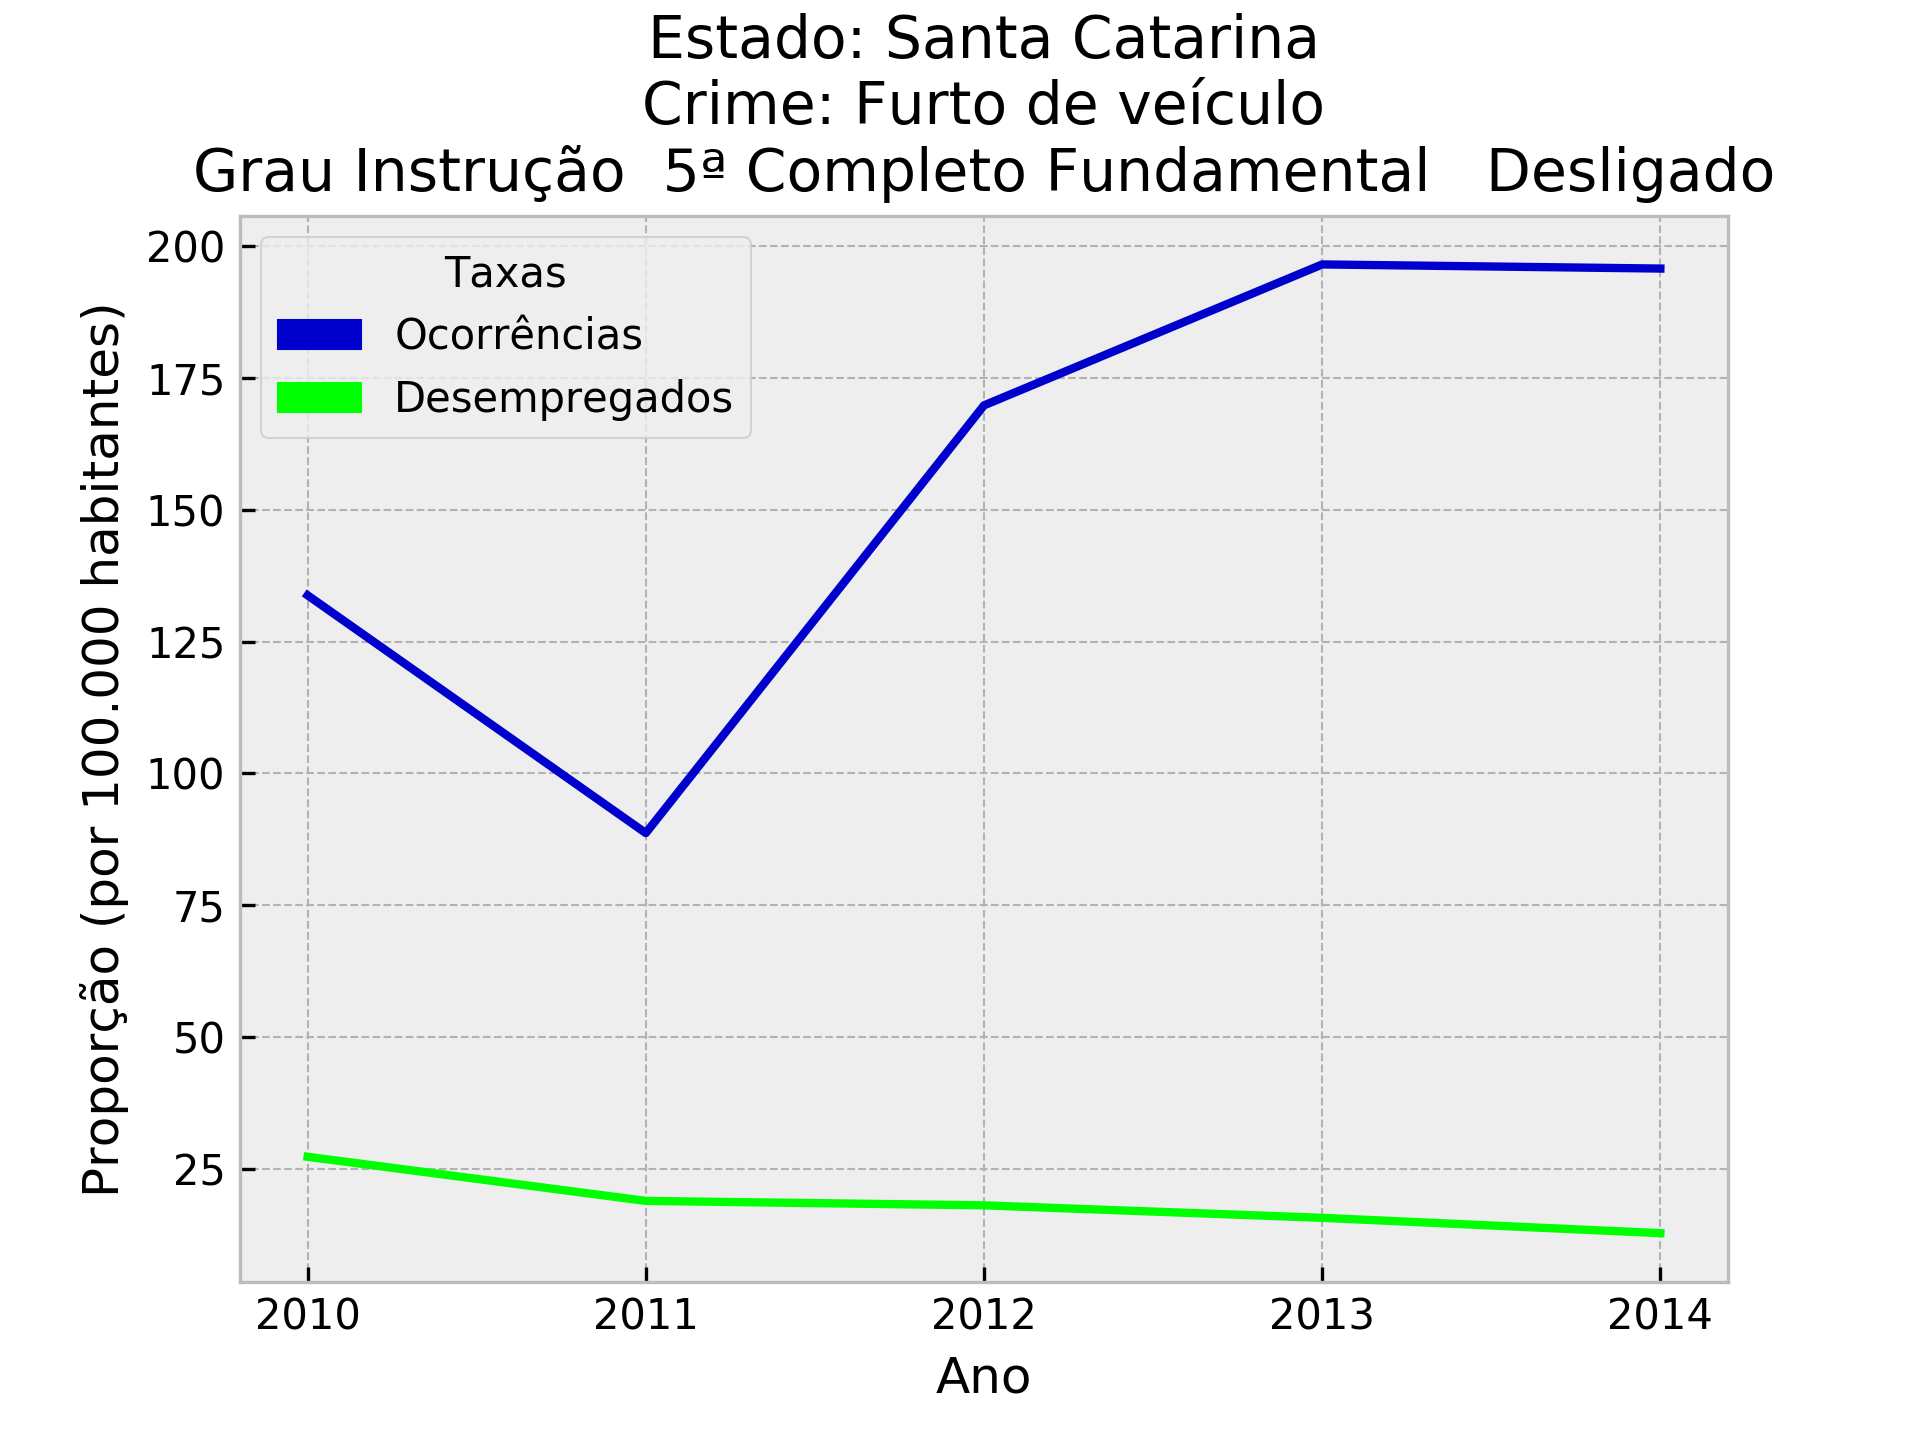 Estado: Santa Catarina
Crime: Furto de veículo
Grau Instrução  5ª Completo Fundamental   Desligado
Proporção (por 100.000 habitantes)
200
175
150
125
100
75
50
25
Taxas
Ocorrências
Desempregados
2010
2011
2012
2013
2014
Ano